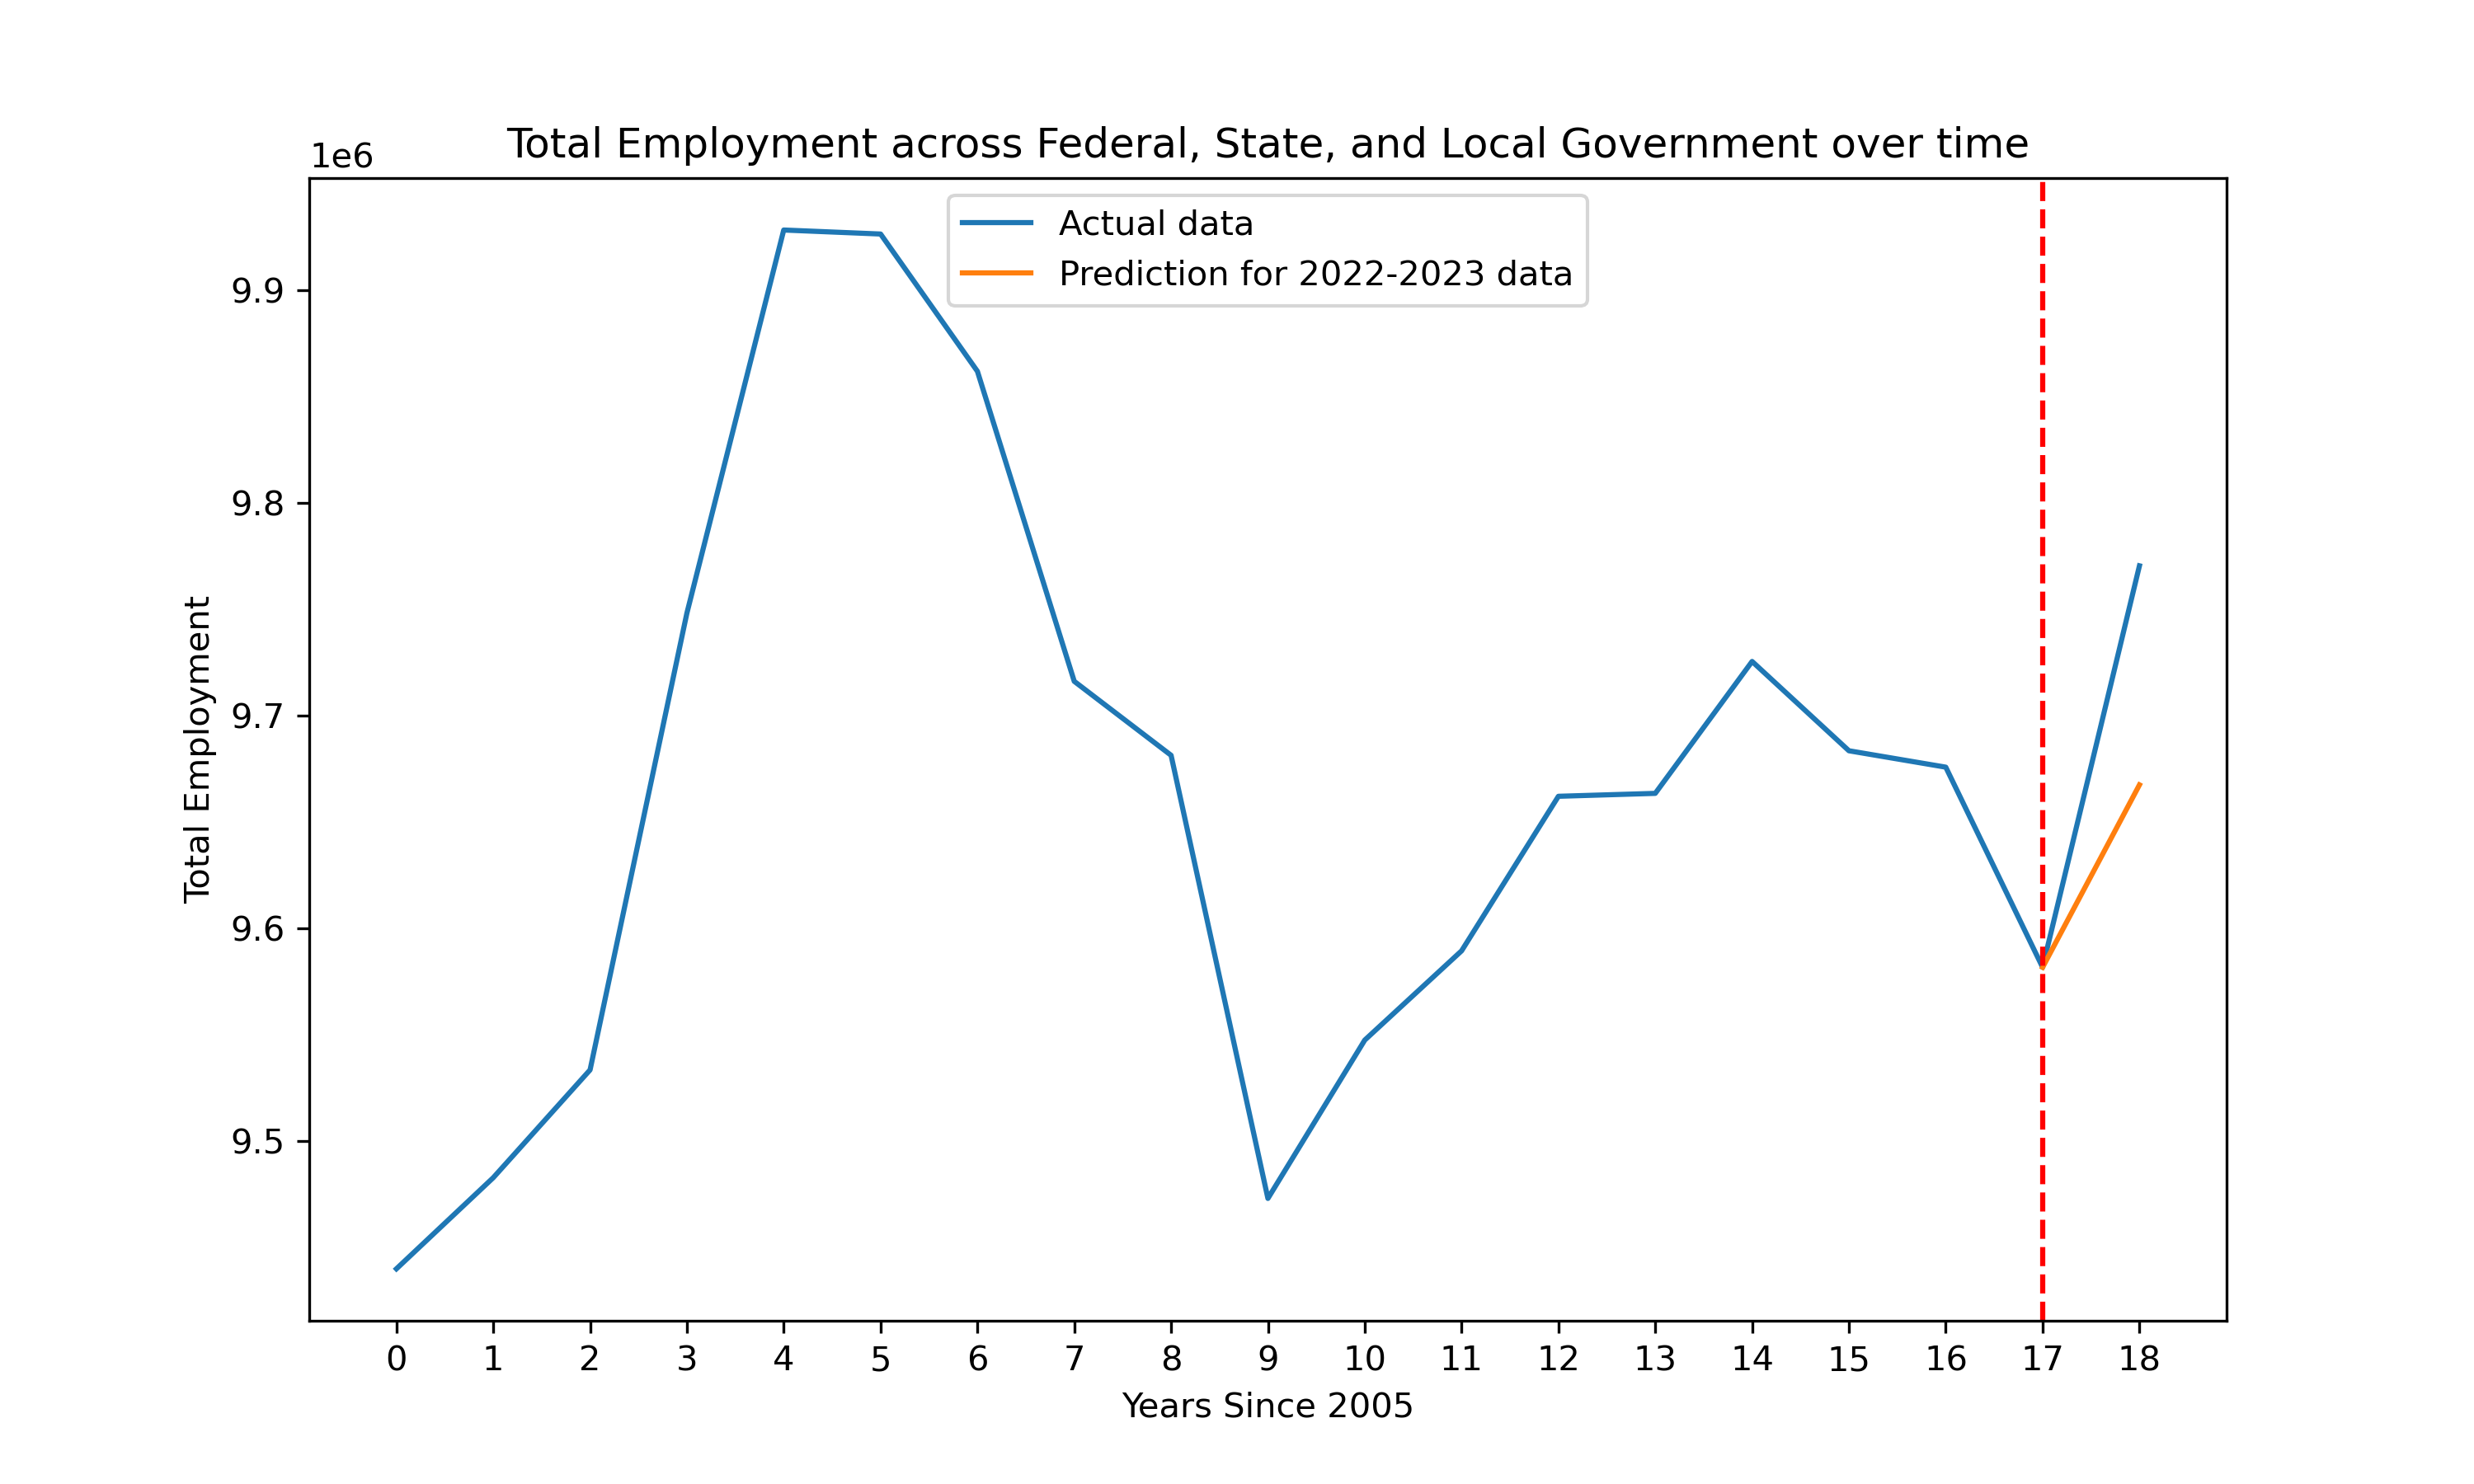 Total Employment across Federal, State, and Local Government over time
1e6
Actual data
Prediction for 2022-2023 data
9.9
9.8
9.7
9.6
9.5
Total Employment
0 1 2 3 4 5 6 7 8 9 10 11 12 13 14 15 16 17 18
Years Since 2005